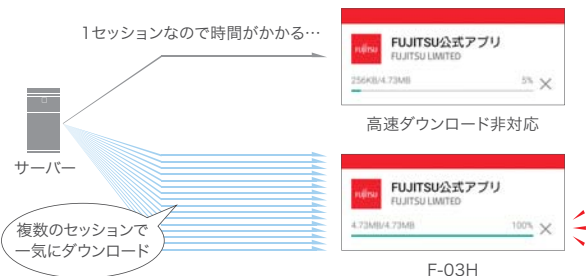 1セッションなので時間がかかる…
FUJITSU
FUJITSU公式アプリ
FUJITSU LIMITED
256KB/4.73MB 5%
高速ダウンロード非対応
サーバー
複数のセッションで
一気にダウンロード
FUJITSU
FUJITSU公式アプリ
FUJITSU LIMITED
4.73MB/4.73MB 100%
F-03H